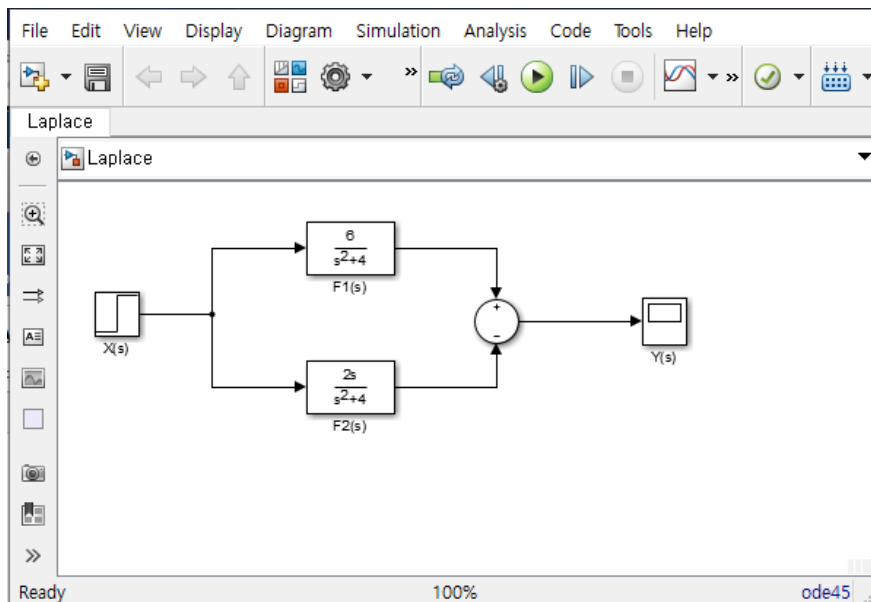 File Edit View Display Diagram Simulation Analysis Code Tools Help
Laplace
Laplace
6
s²+4
F1(s)
X(s)
+
−
Y(s)
2s
s²+4
F2(s)
Ready 100% ode45